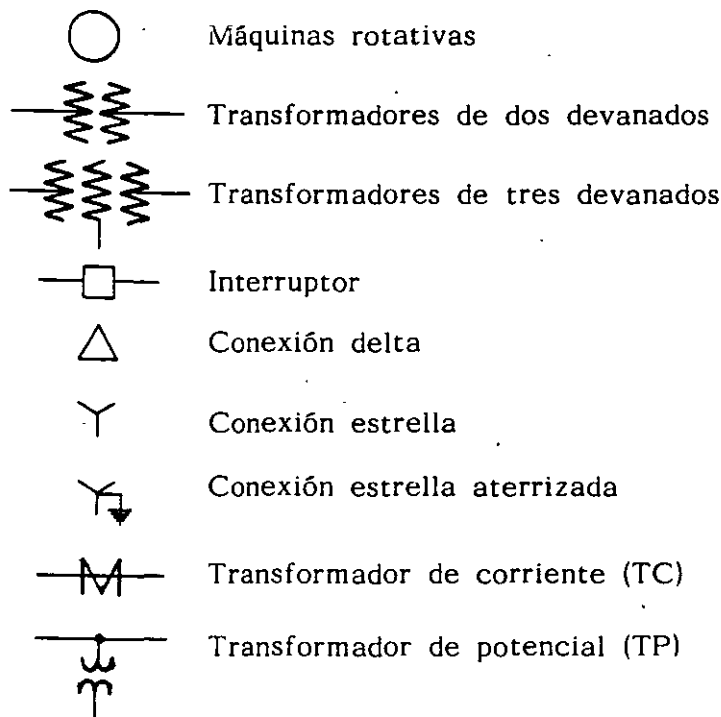 Máquinas rotativas
Transformadores de dos devanados
Transformadores de tres devanados
Interruptor
Conexión delta
Conexión estrella
Conexión estrella aterrizada
Transformador de corriente (TC)
Transformador de potencial (TP)